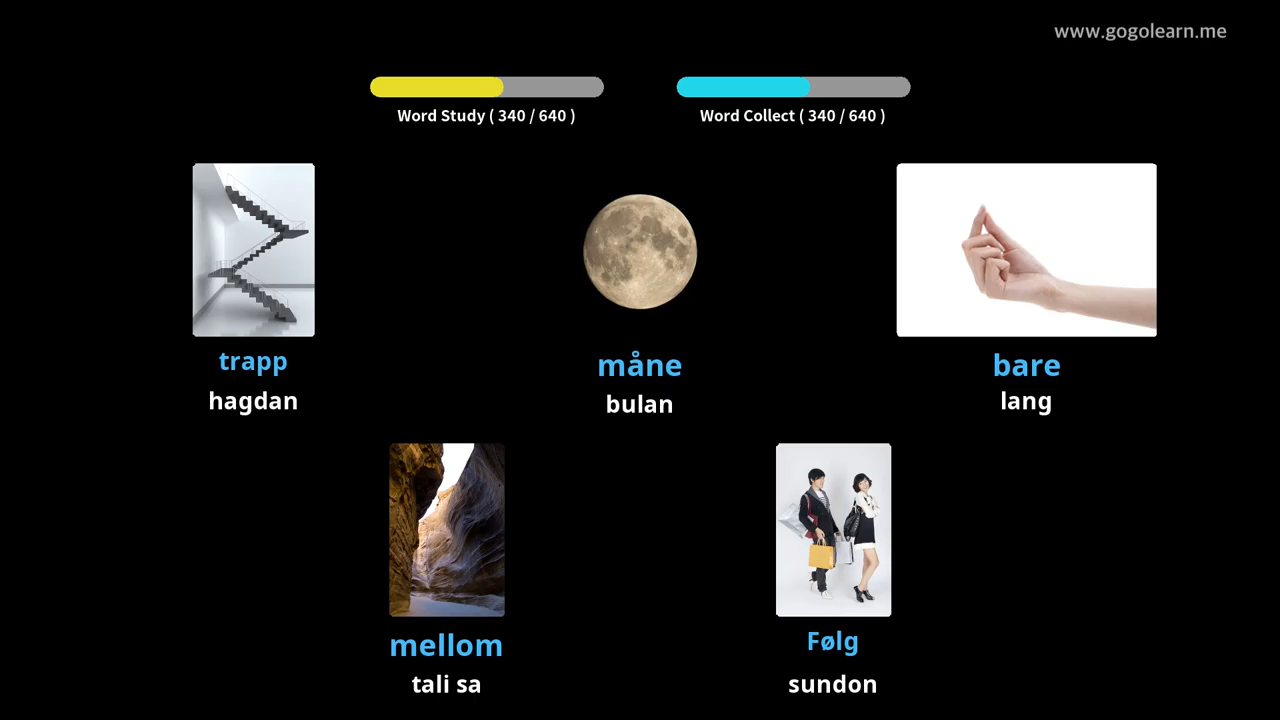 www.gogolearn.me
Word Study ( 340 / 640 )
Word Collect ( 340 / 640 )
trapp
hagdan
måne
bulan
bare
lang
mellom
tali sa
Følg
sundon